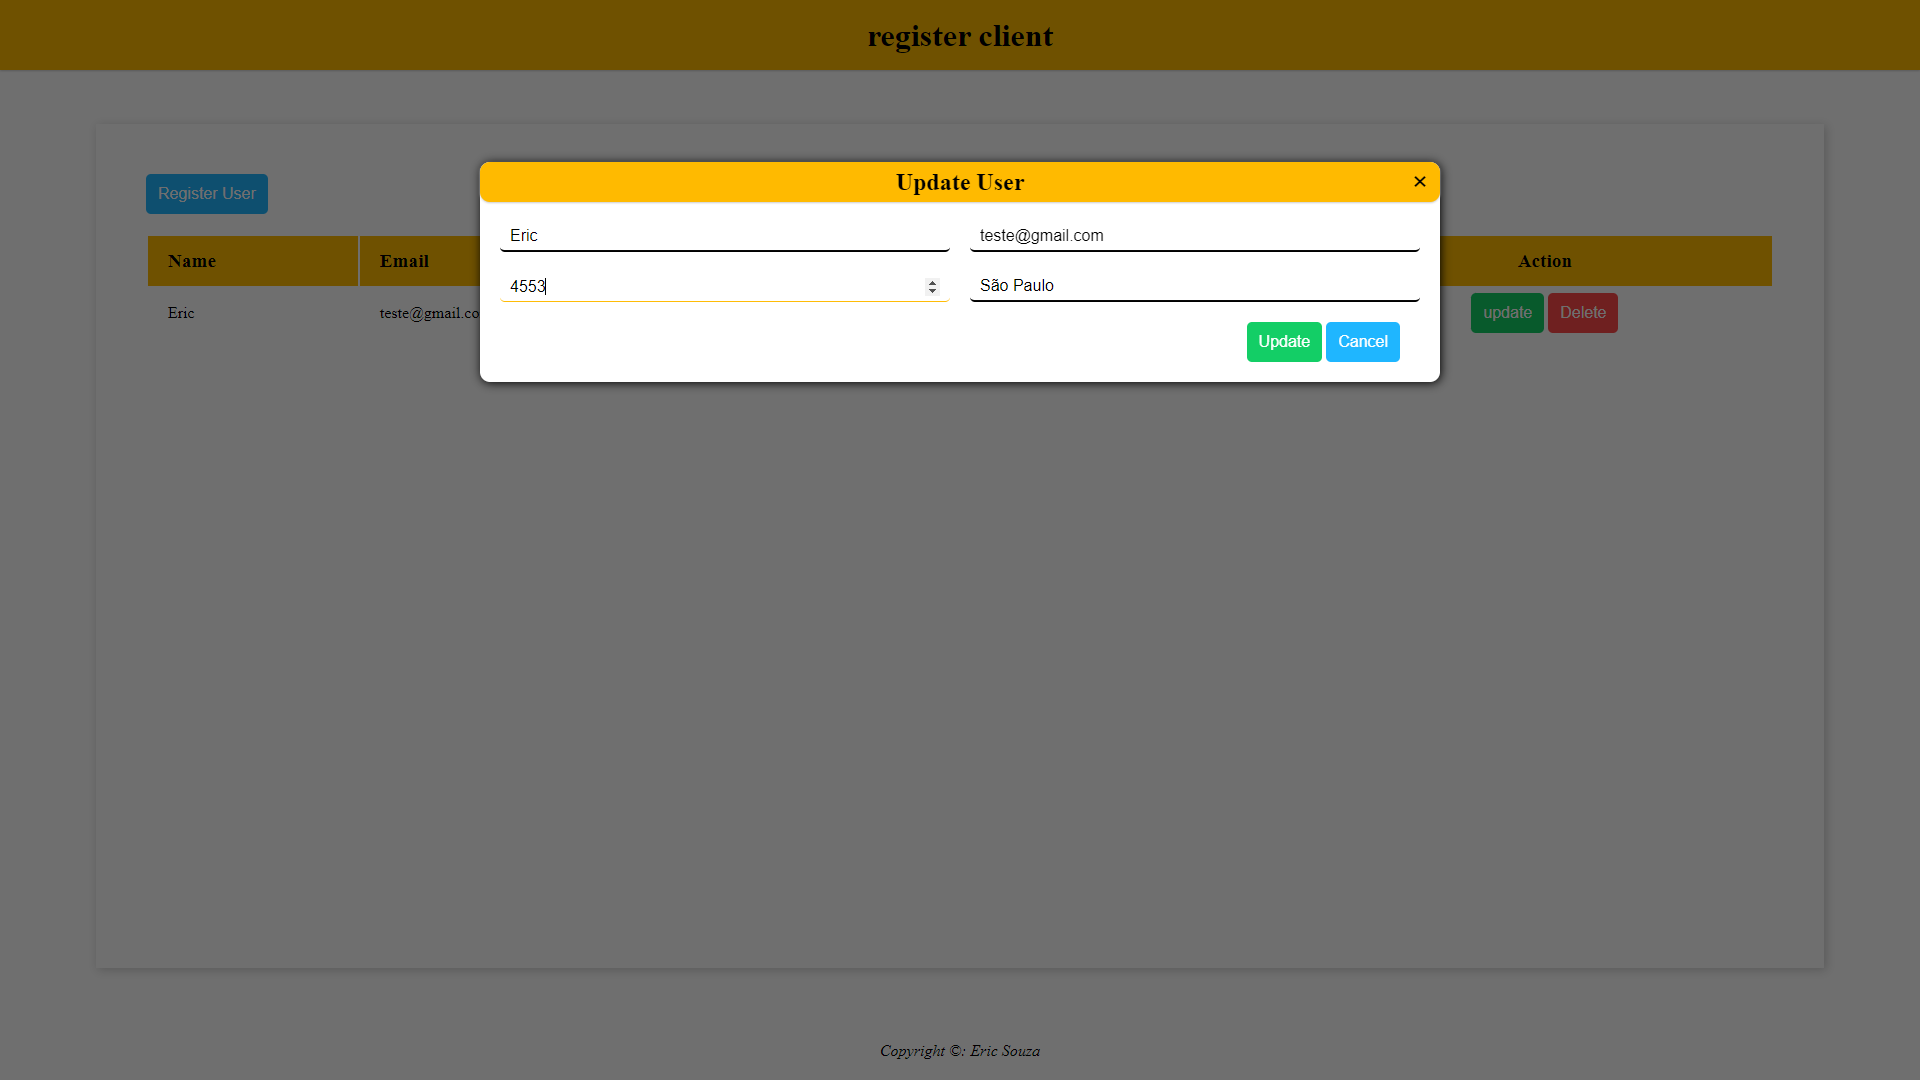 register client
Update User ✕
Register User
Eric teste@gmail.com
Name Email Action
4553 São Paulo
Eric teste@gmail.co update Delete
Update Cancel
Copyright ©: Eric Souza